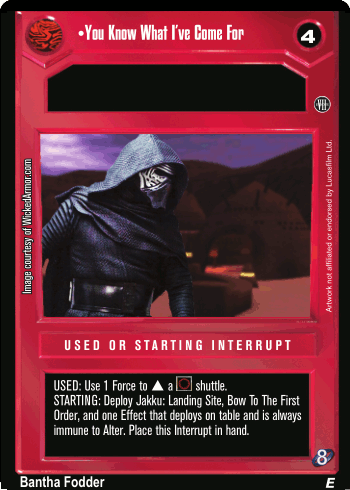 •You Know What I've Come For
4
VII
Image courtesy of WickedArmor.com
Artwork not affiliated or endorsed by Lucasfilm Ltd.
USED OR STARTING INTERRUPT
USED: Use 1 Force to ▲ a shuttle.
STARTING: Deploy Jakku: Landing Site, Bow To The First
Order, and one Effect that deploys on table and is always
immune to Alter. Place this Interrupt in hand.
8
Bantha Fodder
E